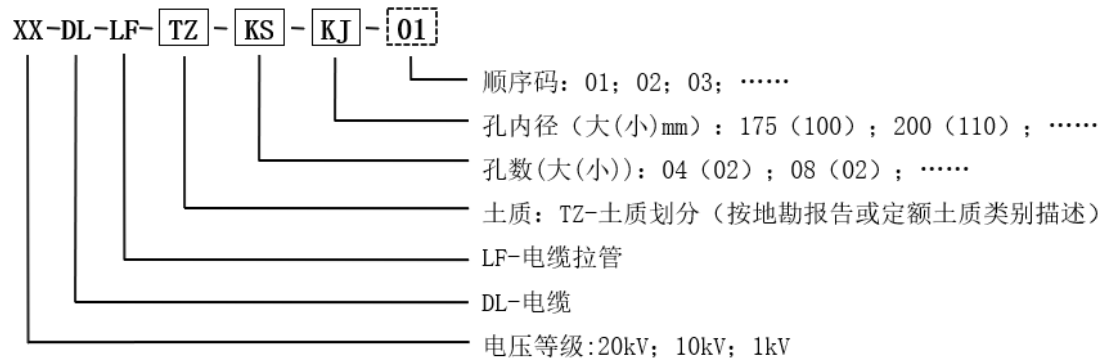 XX-DL-LF-TZ-KS-KJ-01
顺序码：01；02；03；……
孔内径（大(小)mm）：175（100）；200（110）；……
孔数(大(小))：04（02）；08（02）；……
土质：TZ-土质划分（按地勘报告或定额土质类别描述）
LF-电缆拉管
DL-电缆
电压等级:20kV；10kV；1kV